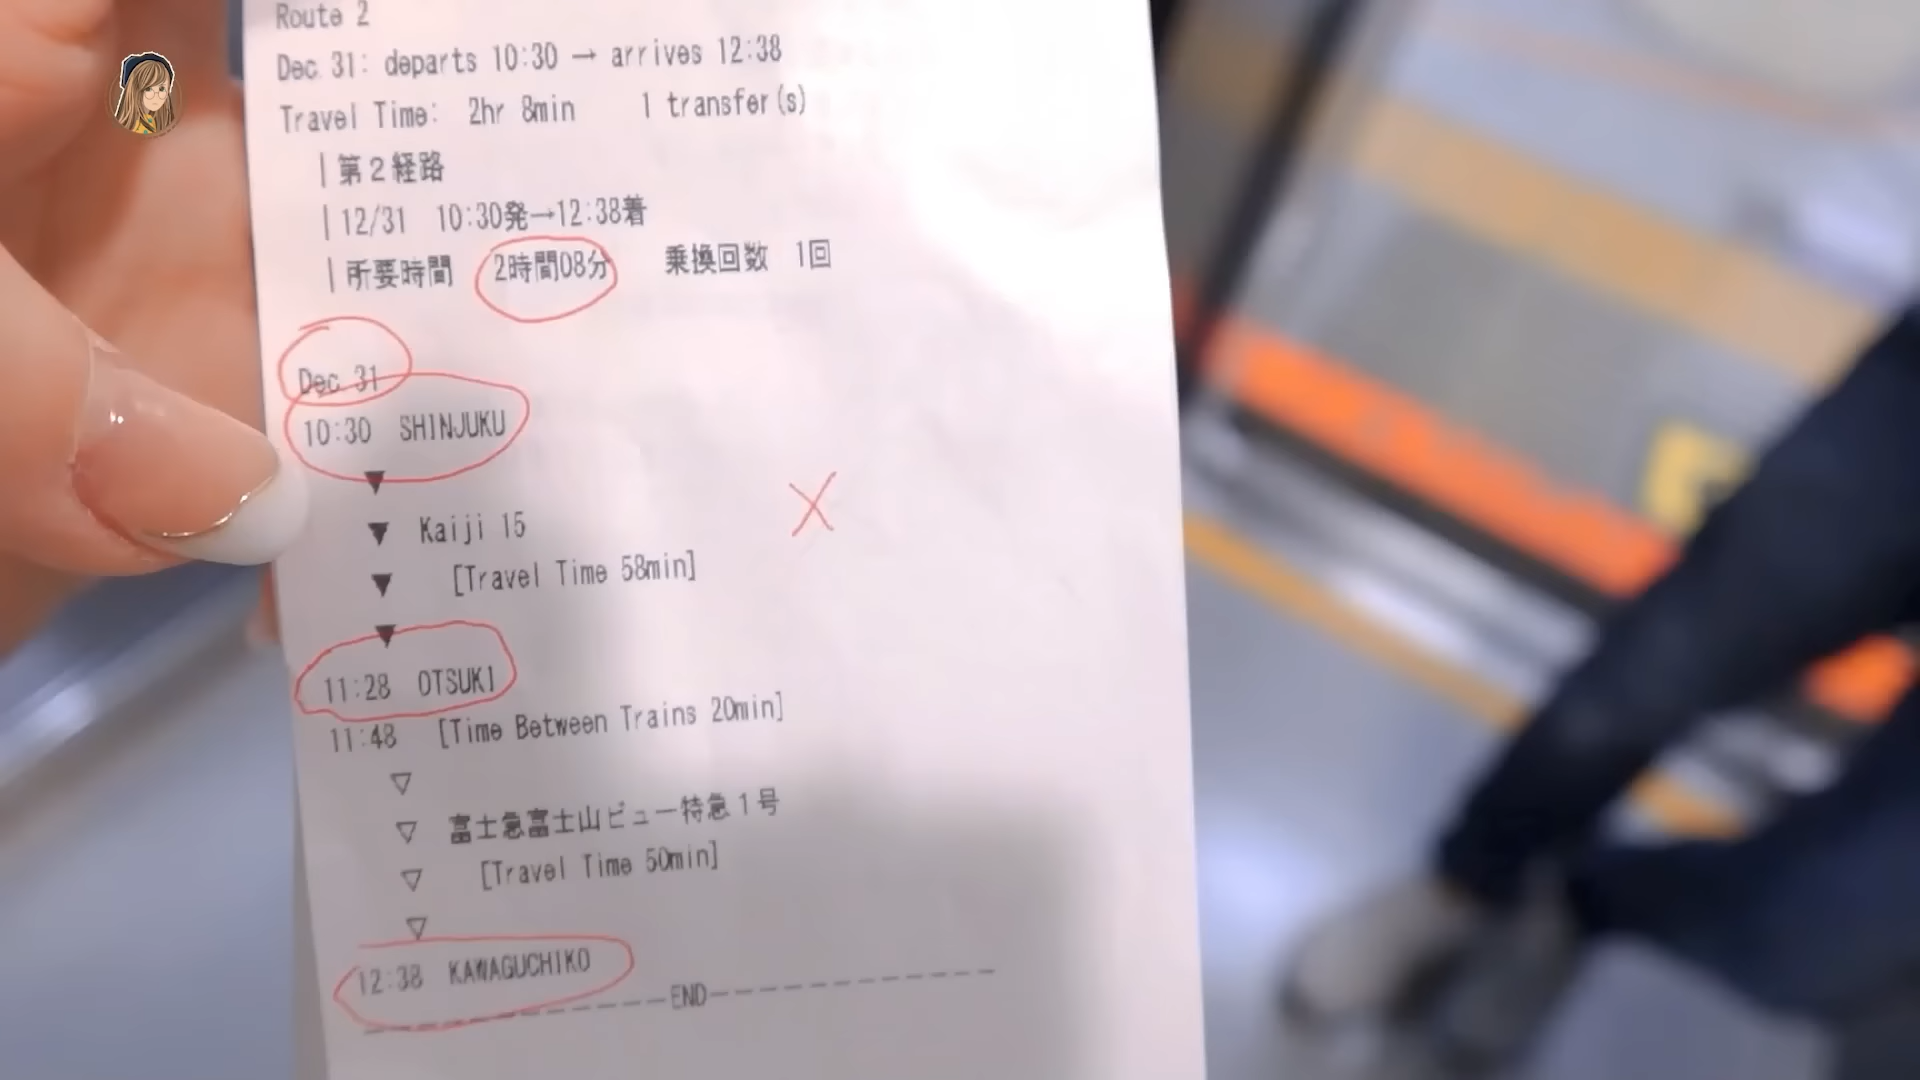 Route 2
Dec 31: departs 10:30 → arrives 12:38
Travel Time: 2hr 8min 1 transfer(s)
|第２経路
|12/31 10:30発→12:38着
|所要時間 2時間08分 乗換回数 1回
Dec 31
10:30 SHINJUKU
▼
▼ Kaiji 15
▼ [Travel Time 58min]
▼
11:28 OTSUKI
11:48 [Time Between Trains 20min]
▽
▽ 富士急富士山ビュー特急１号
▽ [Travel Time 50min]
▽
12:38 KAWAGUCHIKO
----------------END----------------